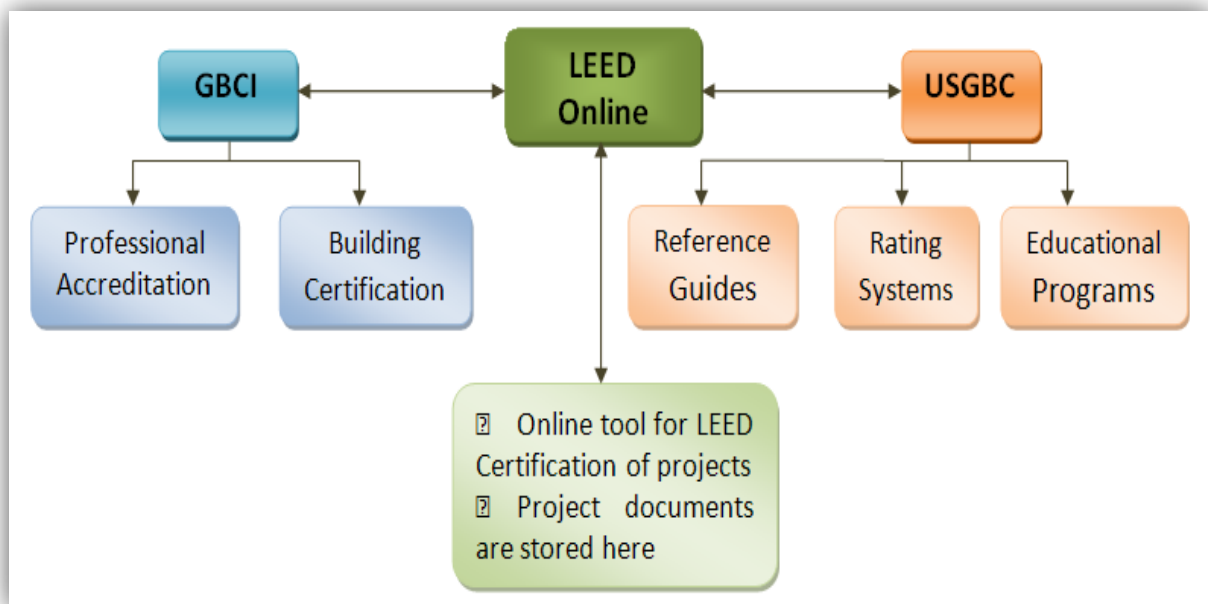 GBCI
LEED
Online
USGBC
Professional
Accreditation
Building
Certification
Reference
Guides
Rating
Systems
Educational
Programs
⍰ Online tool for LEED
Certification of projects
⍰ Project documents
are stored here